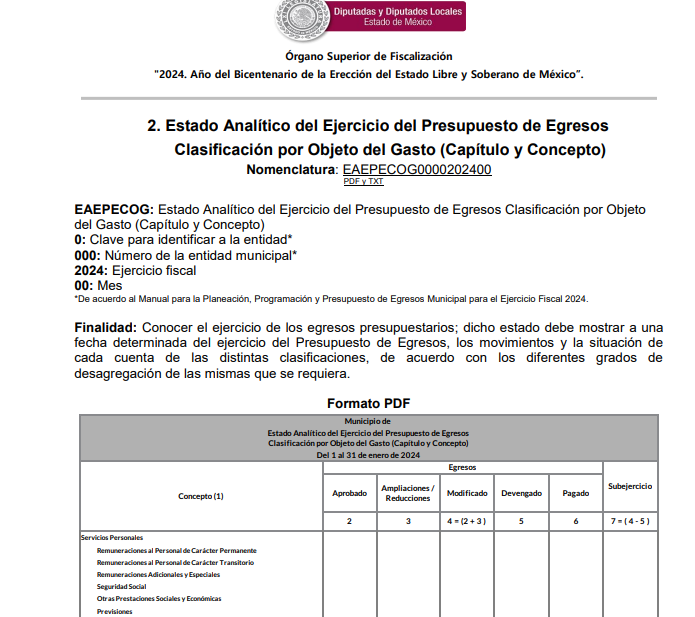 Diputadas y Diputados Locales
Estado de México
Órgano Superior de Fiscalización
"2024. Año del Bicentenario de la Erección del Estado Libre y Soberano de México".
2. Estado Analítico del Ejercicio del Presupuesto de Egresos
Clasificación por Objeto del Gasto (Capítulo y Concepto)
Nomenclatura: EAEPECOG0000202400
PDF y TXT
EAEPECOG: Estado Analítico del Ejercicio del Presupuesto de Egresos Clasificación por Objeto
del Gasto (Capítulo y Concepto)
0: Clave para identificar a la entidad*
000: Número de la entidad municipal*
2024: Ejercicio fiscal
00: Mes
*De acuerdo al Manual para la Planeación, Programación y Presupuesto de Egresos Municipal para el Ejercicio Fiscal 2024.
Finalidad: Conocer el ejercicio de los egresos presupuestarios; dicho estado debe mostrar a una
fecha determinada del ejercicio del Presupuesto de Egresos, los movimientos y la situación de
cada cuenta de las distintas clasificaciones, de acuerdo con los diferentes grados de
desagregación de las mismas que se requiera.
Formato PDF
Municipio de
Estado Analítico del Ejercicio del Presupuesto de Egresos
Clasificación por Objeto del Gasto (Capítulo y Concepto)
Del 1 al 31 de enero de 2024
Concepto (1)
Egresos
Subejercicio
Aprobado
Ampliaciones /
Reducciones
Modificado
Devengado
Pagado
2
3
4 = (2 + 3 )
5
6
7 = ( 4 - 5 )
Servicios Personales
Remuneraciones al Personal de Carácter Permanente
Remuneraciones al Personal de Carácter Transitorio
Remuneraciones Adicionales y Especiales
Seguridad Social
Otras Prestaciones Sociales y Económicas
Previsiones